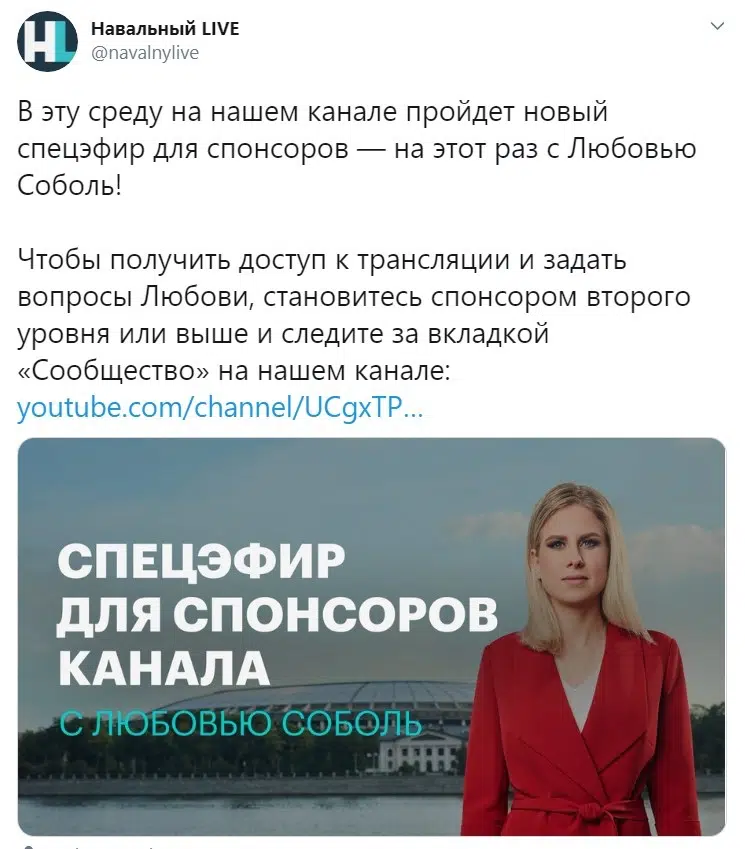 HL
Навальный LIVE
@navalnylive
В эту среду на нашем канале пройдет новый
спецэфир для спонсоров — на этот раз с Любовью
Соболь!
Чтобы получить доступ к трансляции и задать
вопросы Любови, становитесь спонсором второго
уровня или выше и следите за вкладкой
«Сообщество» на нашем канале:
youtube.com/channel/UCgxTP…
СПЕЦЭФИР
ДЛЯ СПОНСОРОВ
КАНАЛА
С ЛЮБОВЬЮ СОБОЛЬ